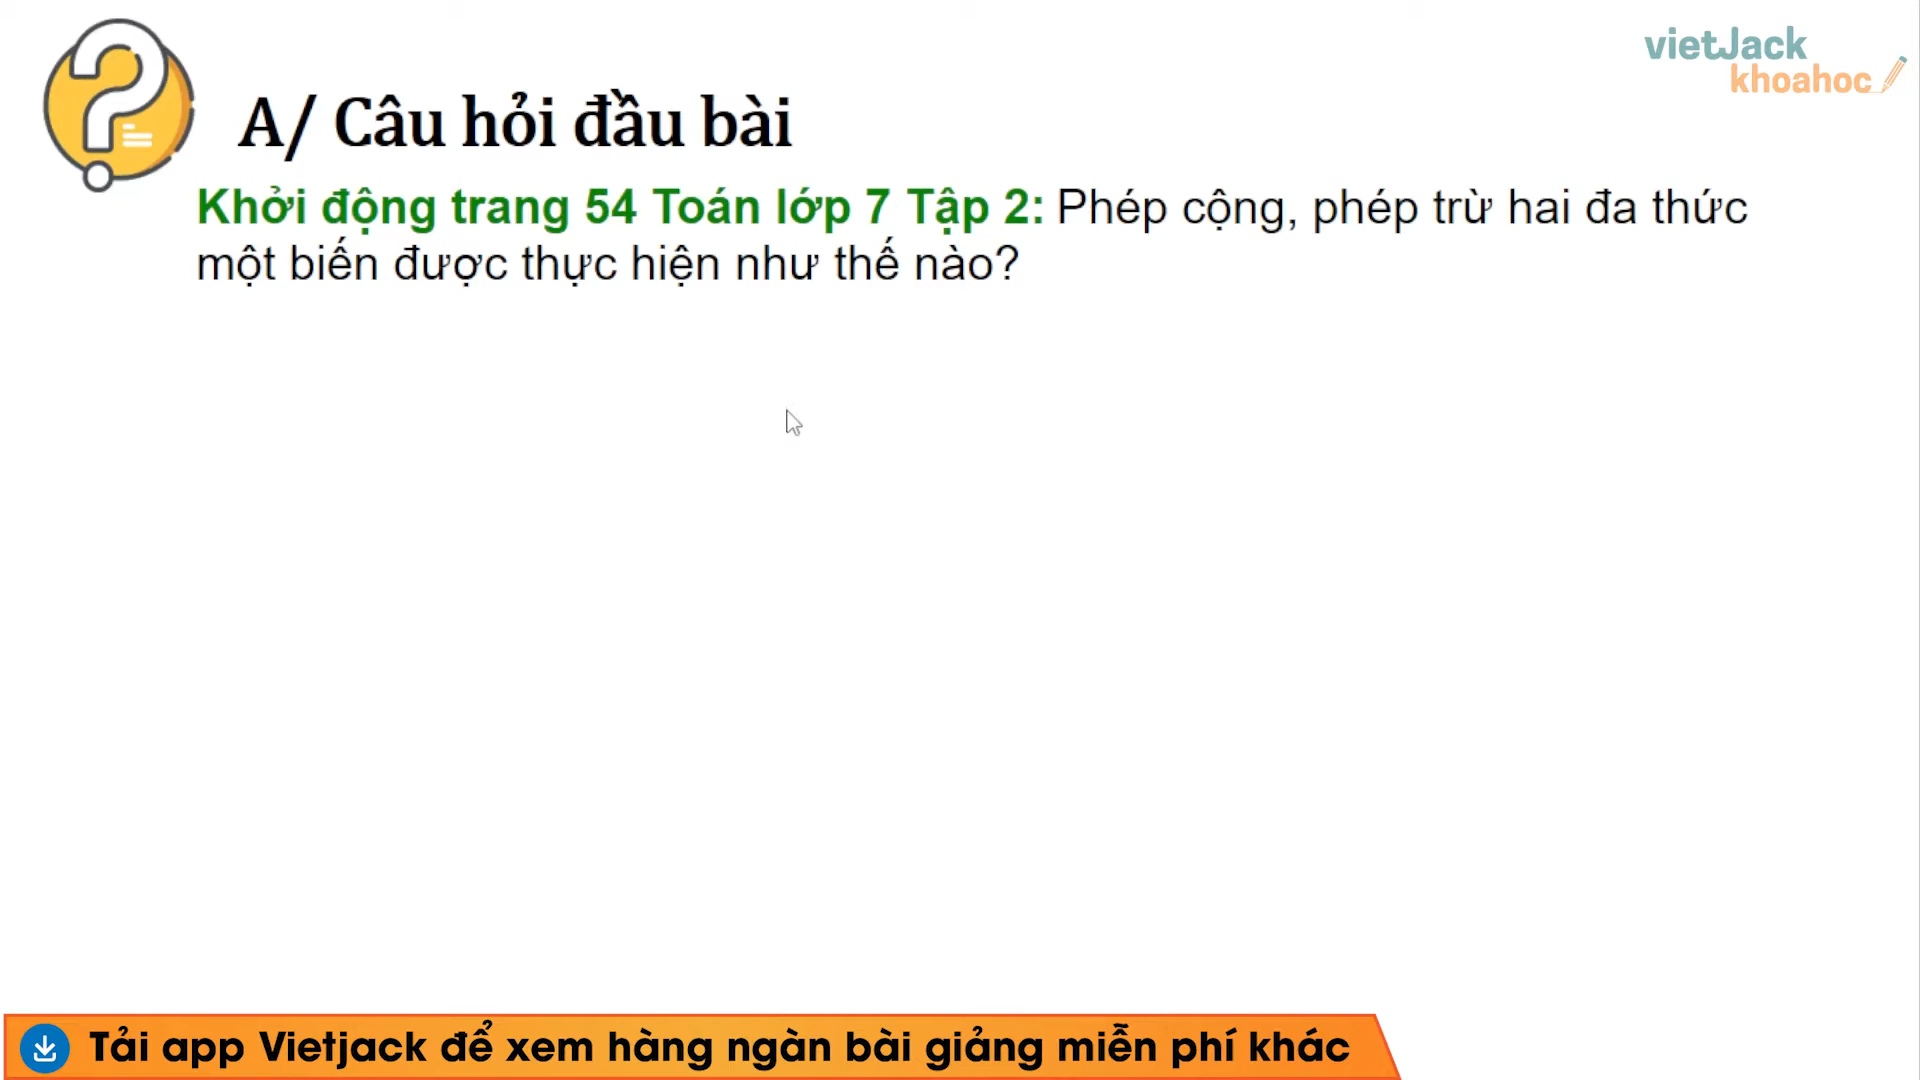 vietJack
khoahoc
A/ Câu hỏi đầu bài
Khởi động trang 54 Toán lớp 7 Tập 2: Phép cộng, phép trừ hai đa thức
một biến được thực hiện như thế nào?
Tải app Vietjack để xem hàng ngàn bài giảng miễn phí khác